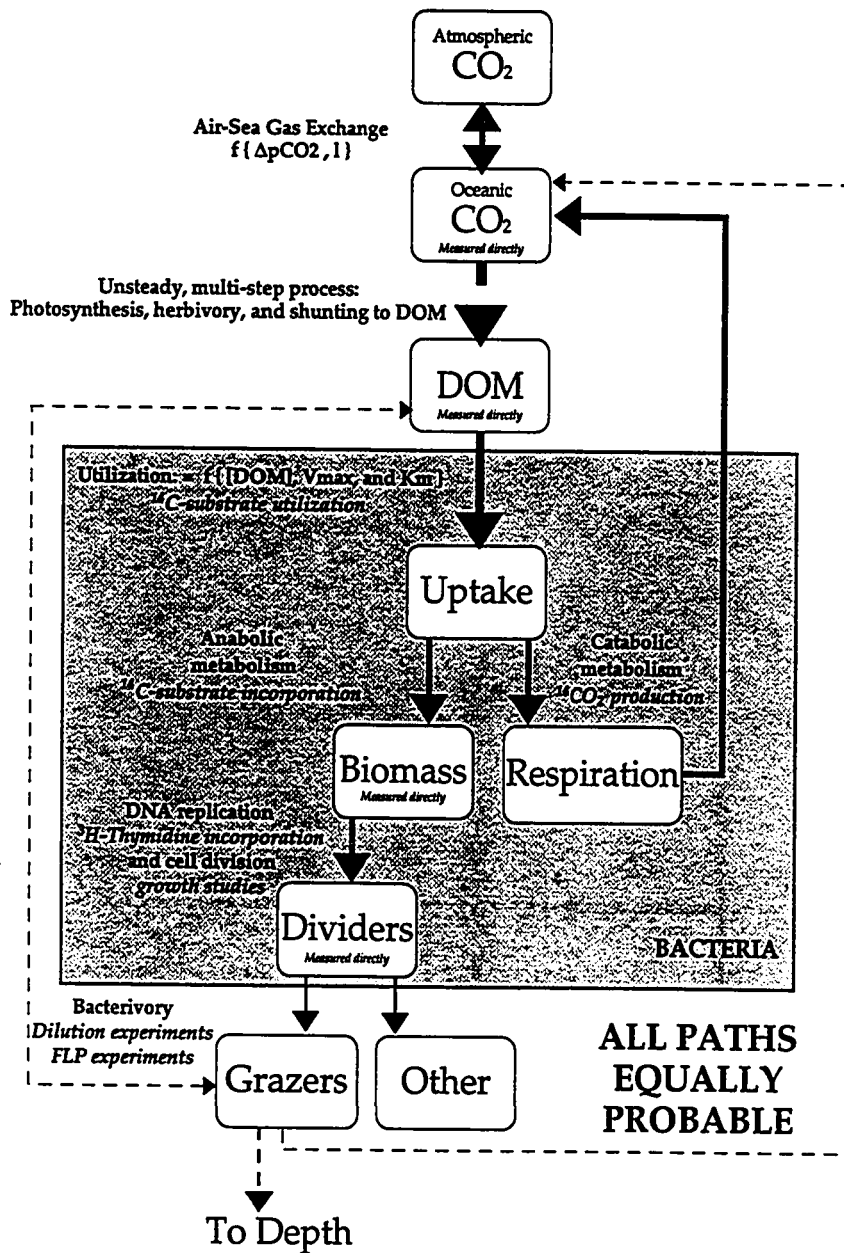 Atmospheric
CO₂
Air-Sea Gas Exchange
f { ΔpCO2 , 1 }
Oceanic
CO₂
Measured directly
Unsteady, multi-step process:
Photosynthesis, herbivory, and shunting to DOM
DOM
Measured directly
Utilization: = f{[DOM], Vmax, and Km}
¹⁴C-substrate utilization
Uptake
Anabolic
metabolism
¹⁴C-substrate incorporation
Catabolic
metabolism
¹⁴CO₂ production
Biomass
Measured directly
Respiration
DNA replication
³H-Thymidine incorporation
and cell division
growth studies
Dividers
Measured directly
BACTERIA
Bacterivory
Dilution experiments
FLP experiments
Grazers
Other
ALL PATHS
EQUALLY
PROBABLE
To Depth